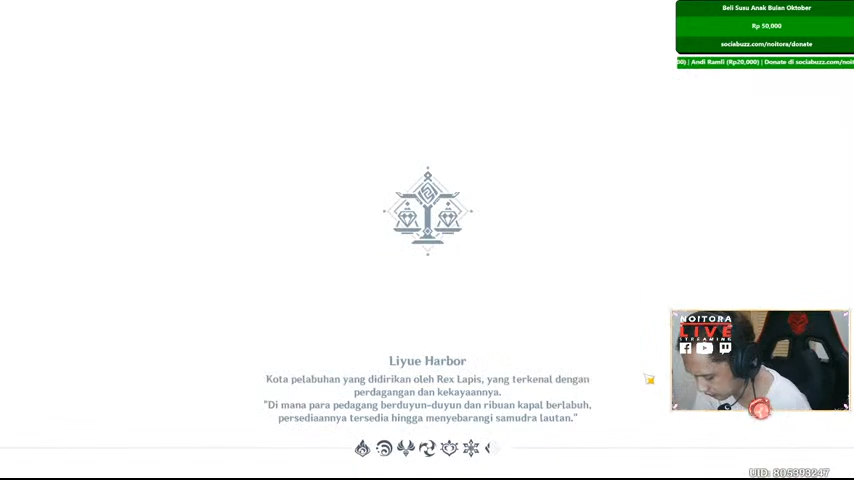 Beli Susu Anak Bulan Oktober
Rp 50,000
sociabuzz.com/noitora/donate
00) | Andi Ramli (Rp20,000) | Donate di sociabuzz.com/noit
NOITORA
LIVE
STREAMING
Liyue Harbor
Kota pelabuhan yang didirikan oleh Rex Lapis, yang terkenal dengan
perdagangan dan kekayaannya.
"Di mana para pedagang berduyun-duyun dan ribuan kapal berlabuh,
persediaannya tersedia hingga menyebarangi samudra lautan."
UID: 805393247